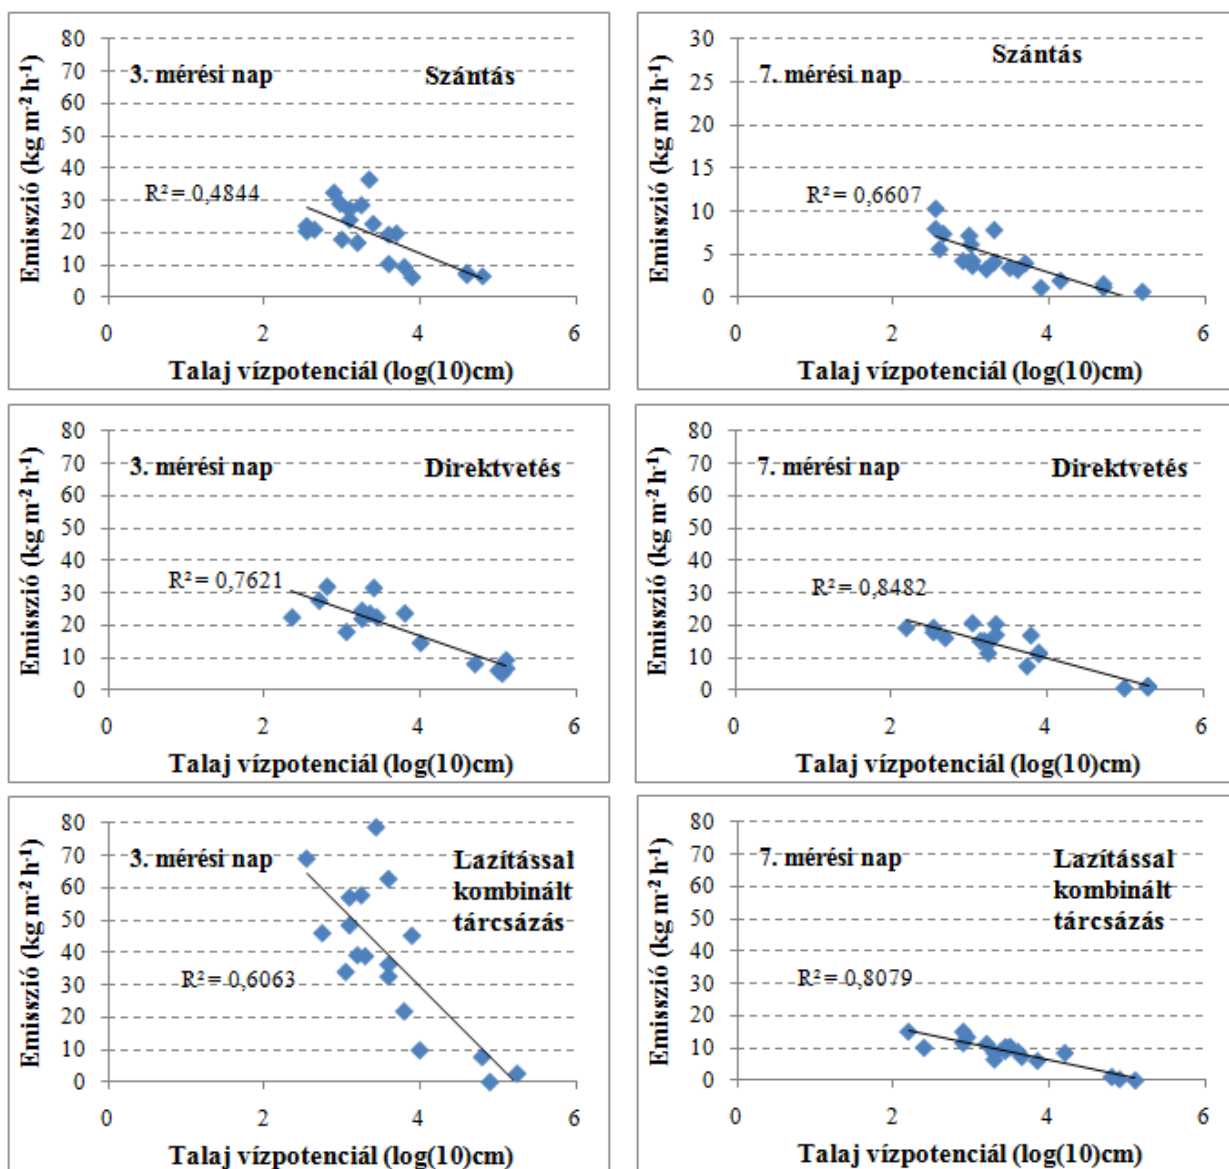 Emisszió (kg m⁻² h⁻¹)
80
70
60
50
40
30
20
10
0
3. mérési nap
Szántás
R² = 0,4844
0 2 4 6
Talaj vízpotenciál (log(10)cm)
Emisszió (kg m⁻² h⁻¹)
30
25
20
15
10
5
0
Szántás
7. mérési nap
R² = 0,6607
0 2 4 6
Talaj vízpotenciál (log(10)cm)
Emisszió (kg m⁻² h⁻¹)
80
70
60
50
40
30
20
10
0
3. mérési nap
Direktvetés
R² = 0,7621
0 2 4 6
Talaj vízpotenciál (log(10)cm)
Emisszió (kg m⁻² h⁻¹)
80
70
60
50
40
30
20
10
0
7. mérési nap
Direktvetés
R² = 0,8482
0 2 4 6
Talaj vízpotenciál (log(10)cm)
Emisszió (kg m⁻² h⁻¹)
80
70
60
50
40
30
20
10
0
3. mérési nap
Lazítással
kombinált
tárcsázás
R² = 0,6063
0 2 4 6
Talaj vízpotenciál (log(10)cm)
Emisszió (kg m⁻² h⁻¹)
80
70
60
50
40
30
20
10
0
7. mérési nap
Lazítással
kombinált
tárcsázás
R² = 0,8079
0 2 4 6
Talaj vízpotenciál (log(10)cm)